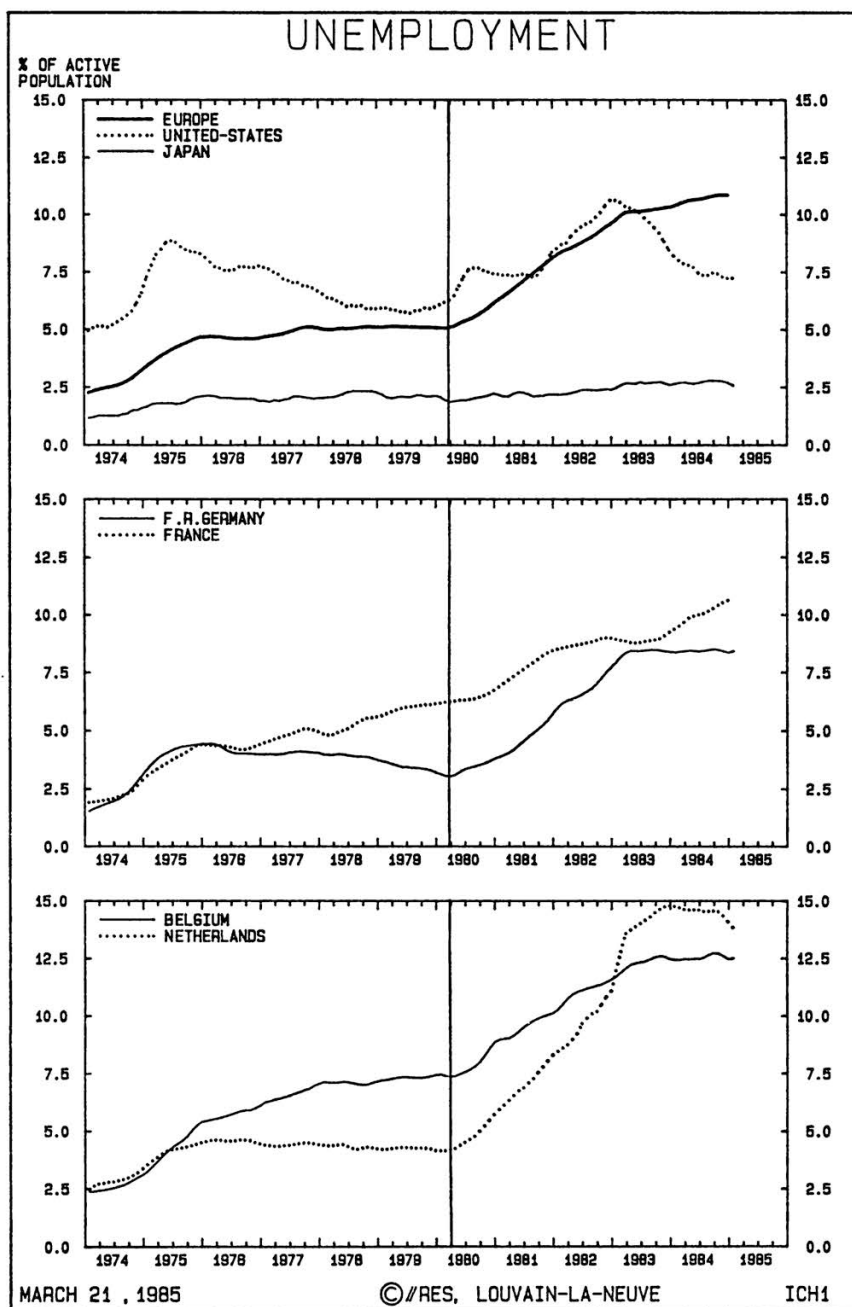 UNEMPLOYMENT
% OF ACTIVE
POPULATION
15.0 15.0
EUROPE
UNITED-STATES
12.5 12.5
JAPAN
10.0 10.0
7.5 7.5
5.0 5.0
2.5 2.5
0.0 0.0
1974 1975 1976 1977 1978 1979 1980 1981 1982 1983 1984 1985
15.0 15.0
F.R.GERMANY
FRANCE
12.5 12.5
10.0 10.0
7.5 7.5
5.0 5.0
2.5 2.5
0.0 0.0
1974 1975 1976 1977 1978 1979 1980 1981 1982 1983 1984 1985
15.0 15.0
BELGIUM
NETHERLANDS
12.5 12.5
10.0 10.0
7.5 7.5
5.0 5.0
2.5 2.5
0.0 0.0
1974 1975 1976 1977 1978 1979 1980 1981 1982 1983 1984 1985
MARCH 21 ,1985 ©//RES, LOUVAIN-LA-NEUVE ICH1